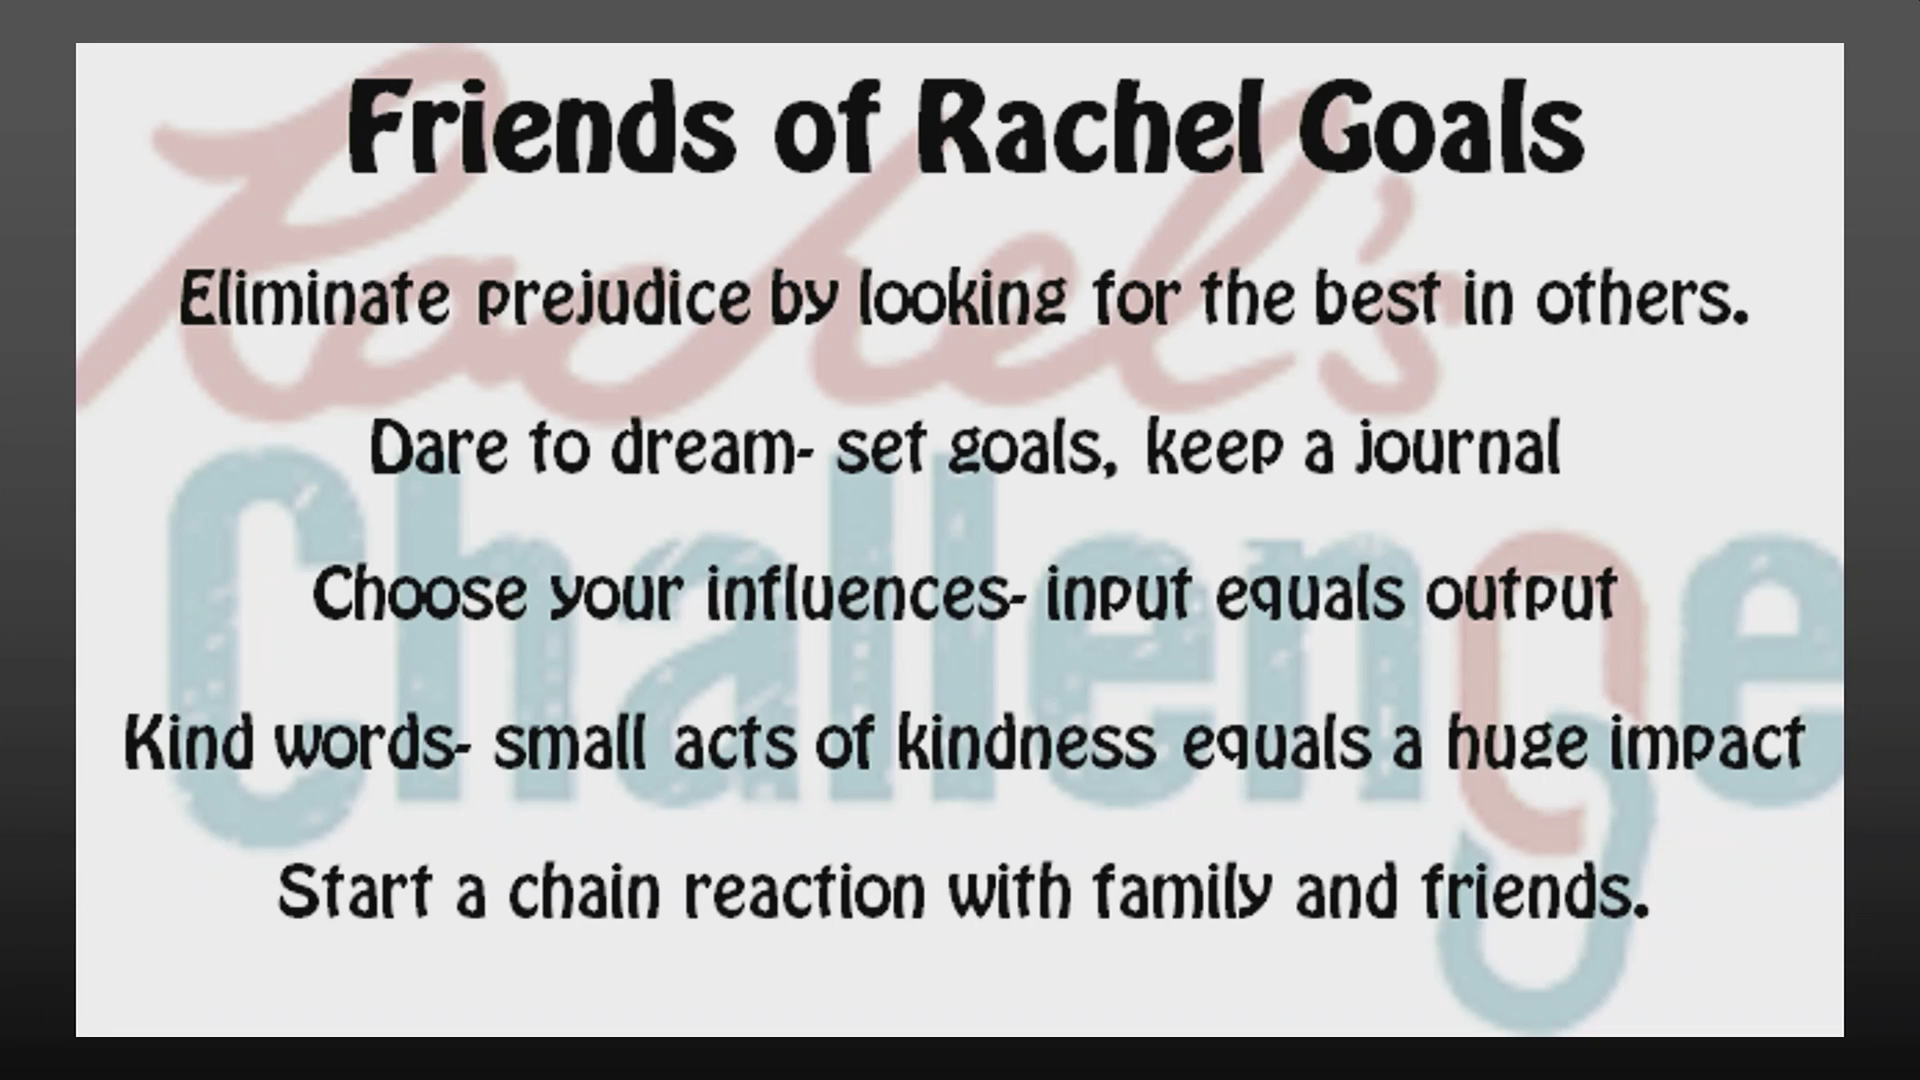 Friends of Rachel Goals
Eliminate prejudice by looking for the best in others.
Dare to dream- set goals, keep a journal
Choose your influences- input equals output
Kind words- small acts of kindness equals a huge impact
Start a chain reaction with family and friends.
Rachel's
Challenge